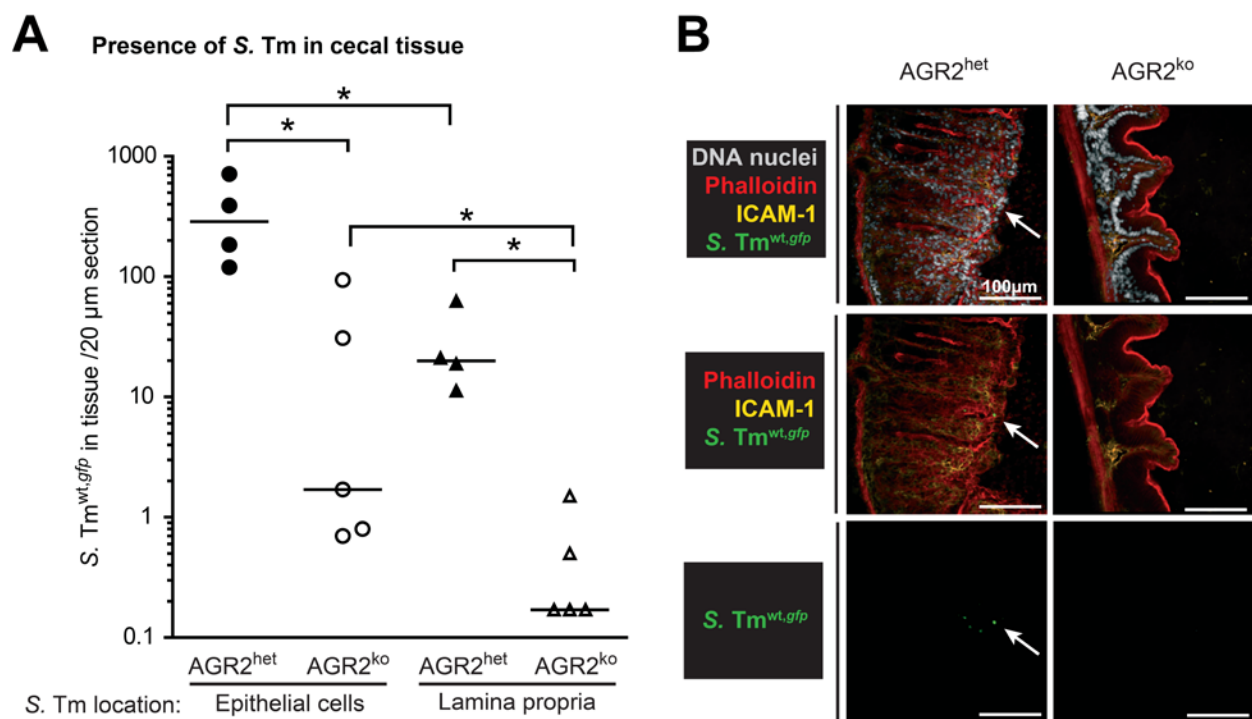 A
Presence of S. Tm in cecal tissue
*
*
*
*
1000
100
10
1
0.1
S. Tmwt,gfp in tissue /20 µm section
AGR2het AGR2ko AGR2het AGR2ko
S. Tm location: Epithelial cells Lamina propria
B
AGR2het AGR2ko
DNA nuclei
Phalloidin
ICAM-1
S. Tmwt,gfp
100µm
Phalloidin
ICAM-1
S. Tmwt,gfp
S. Tmwt,gfp